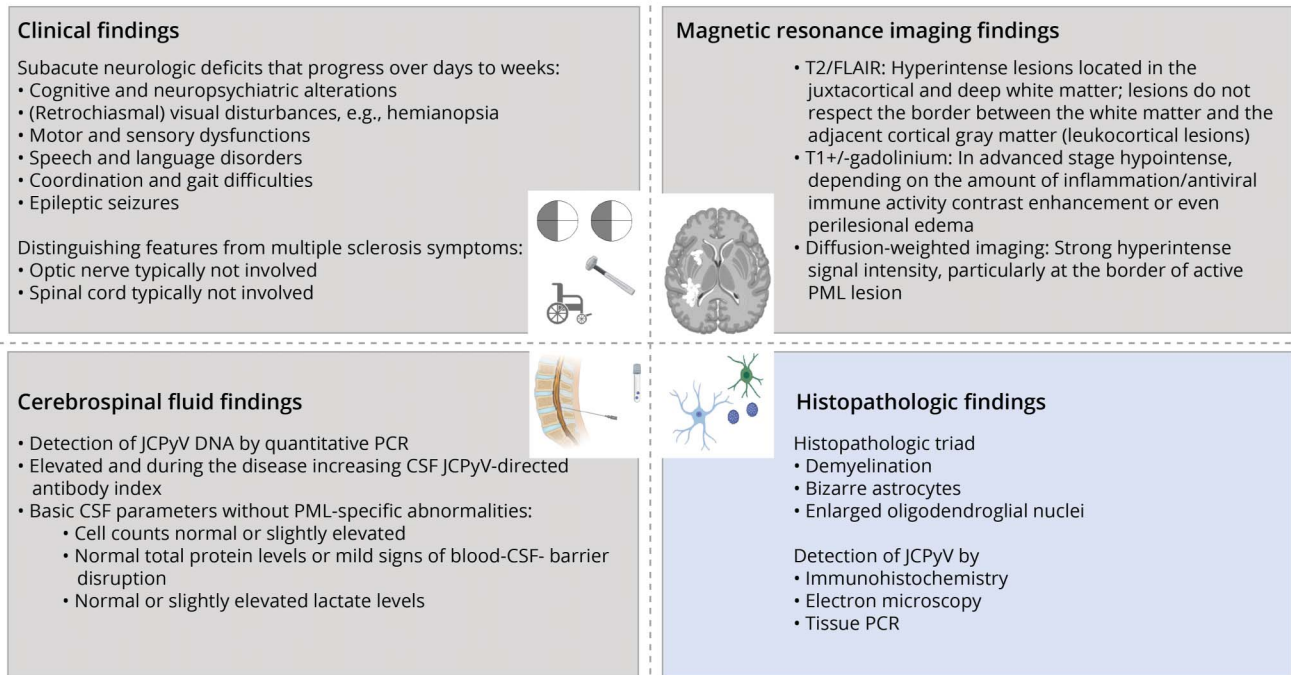 Clinical findings
Subacute neurologic deficits that progress over days to weeks:
• Cognitive and neuropsychiatric alterations
• (Retrochiasmal) visual disturbances, e.g., hemianopsia
• Motor and sensory dysfunctions
• Speech and language disorders
• Coordination and gait difficulties
• Epileptic seizures
Distinguishing features from multiple sclerosis symptoms:
• Optic nerve typically not involved
• Spinal cord typically not involved
Magnetic resonance imaging findings
• T2/FLAIR: Hyperintense lesions located in the
juxtacortical and deep white matter; lesions do not
respect the border between the white matter and the
adjacent cortical gray matter (leukocortical lesions)
• T1+/-gadolinium: In advanced stage hypointense,
depending on the amount of inflammation/antiviral
immune activity contrast enhancement or even
perilesional edema
• Diffusion-weighted imaging: Strong hyperintense
signal intensity, particularly at the border of active
PML lesion
Cerebrospinal fluid findings
• Detection of JCPyV DNA by quantitative PCR
• Elevated and during the disease increasing CSF JCPyV-directed
antibody index
• Basic CSF parameters without PML-specific abnormalities:
• Cell counts normal or slightly elevated
• Normal total protein levels or mild signs of blood-CSF- barrier
disruption
• Normal or slightly elevated lactate levels
Histopathologic findings
Histopathologic triad
• Demyelination
• Bizarre astrocytes
• Enlarged oligodendroglial nuclei
Detection of JCPyV by
• Immunohistochemistry
• Electron microscopy
• Tissue PCR